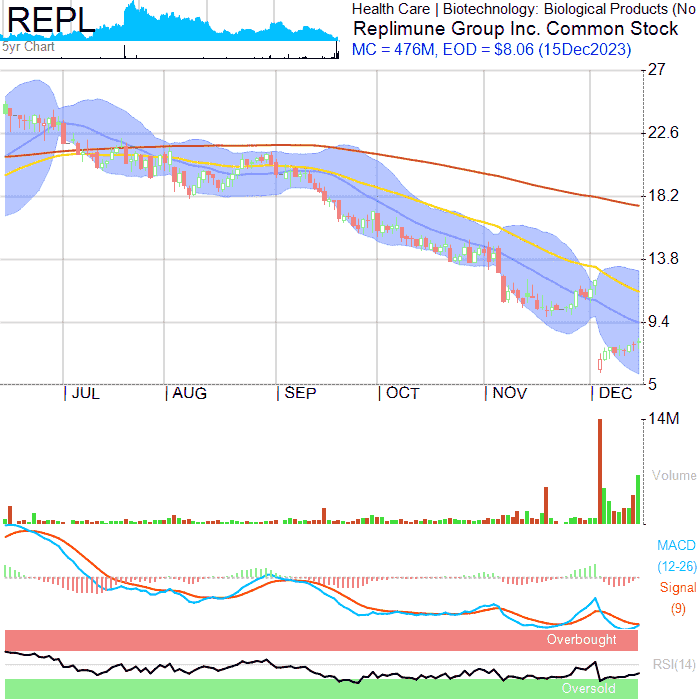 REPL
5yr Chart
Health Care | Biotechnology: Biological Products (No
Replimune Group Inc. Common Stock
MC = 476M, EOD = $8.06 (15Dec2023)
27
22.6
18.2
13.8
9.4
5
JUL AUG SEP OCT NOV DEC
14M
Volume
MACD
(12-26)
Signal
(9)
Overbought
RSI(14)
Oversold